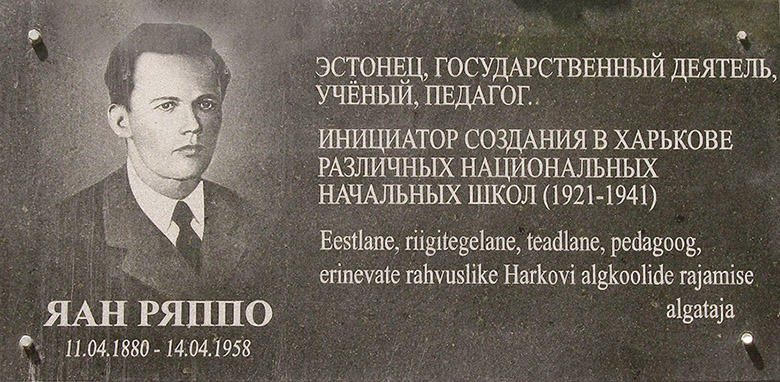 ЭСТОНЕЦ, ГОСУДАРСТВЕННЫЙ ДЕЯТЕЛЬ,
УЧЁНЫЙ, ПЕДАГОГ.
ИНИЦИАТОР СОЗДАНИЯ В ХАРЬКОВЕ
РАЗЛИЧНЫХ НАЦИОНАЛЬНЫХ
НАЧАЛЬНЫХ ШКОЛ (1921-1941)
Eestlane, riigitegelane, teadlane, pedagoog,
erinevate rahvuslike Harkovi algkoolide rajamise
algataja
ЯАН РЯППО
11.04.1880 - 14.04.1958